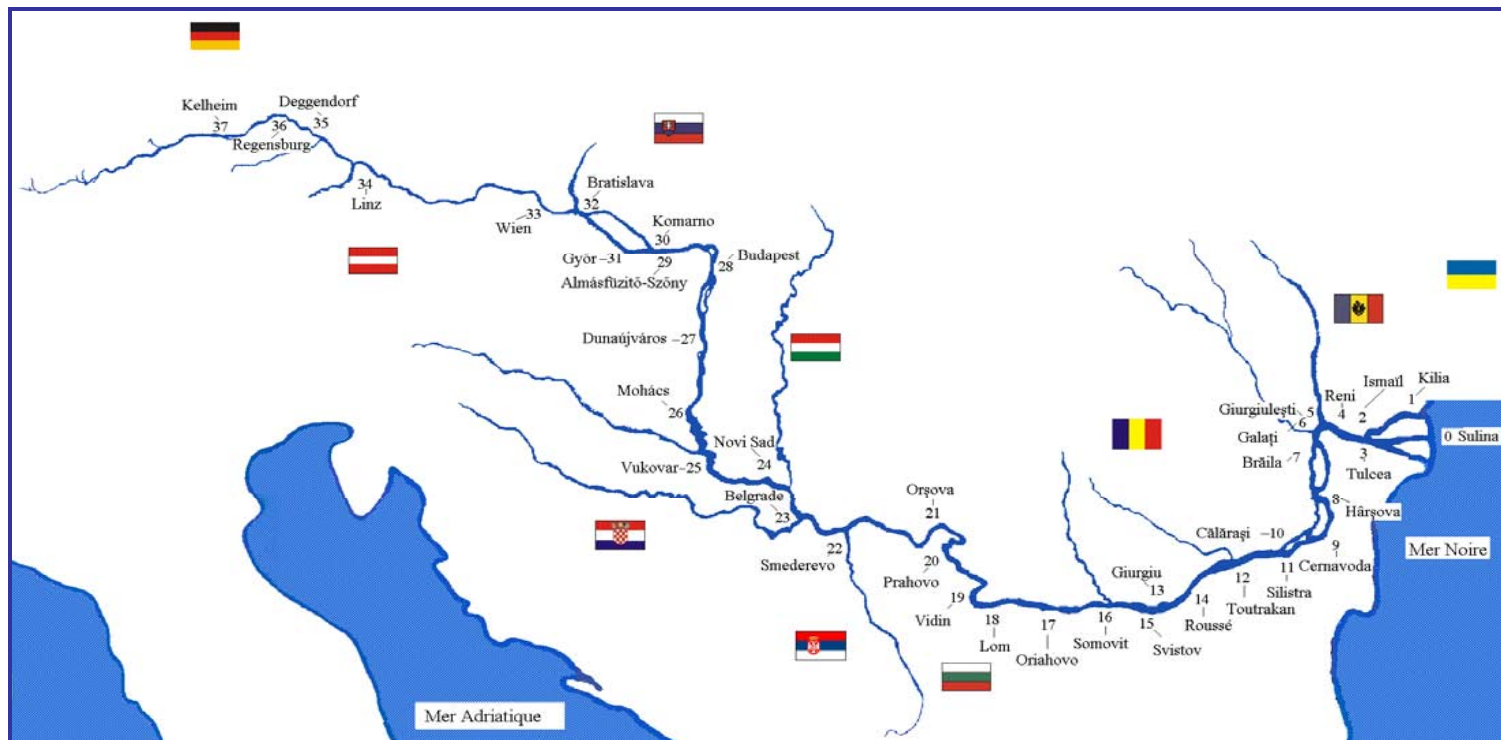 Deggendorf
35
Kelheim
37
36
Regensburg
34
Linz
Bratislava
32
33
Wien
Komarno
30
Györ –31
29
Almásfüzitő-Szőny
Budapest
28
Dunaújváros –27
Mohács
26
Novi Sad
24
Vukovar–25
Belgrade
23
22
Smederevo
Orşova
21
20
Prahovo
19
Vidin
18
Lom
17
Oriahovo
16
Somovit
15
Svistov
Giurgiu
13
14
Roussé
12
Toutrakan
11
Silistra
Călăraşi –10
9
Cernavoda
8
Hârşova
Brăila
7
Galaţi
6
Giurgiuleşti
5
Reni
4
Ismaïl
2
Kilia
1
3
Tulcea
0 Sulina
Mer Noire
Mer Adriatique